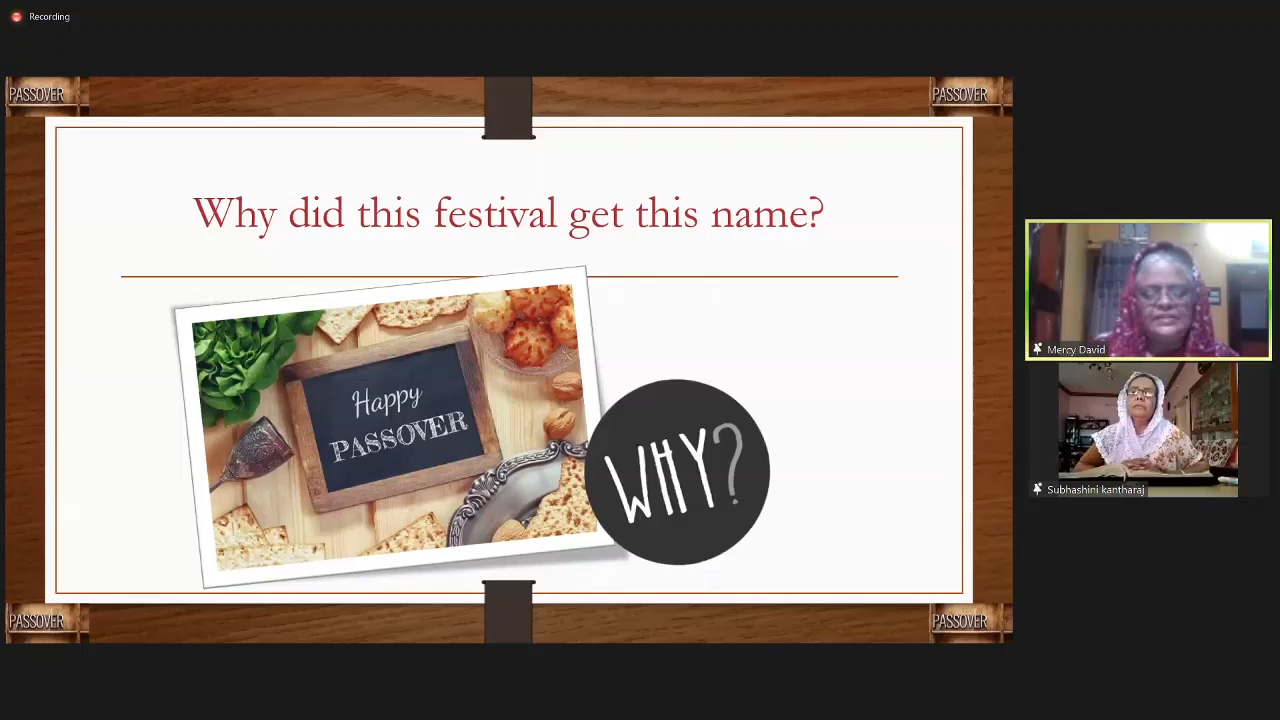 Recording
PASSOVER
PASSOVER
Why did this festival get this name?
Happy
PASSOVER
WHY?
Mercy David
Subhashini kantharaj
PASSOVER
PASSOVER